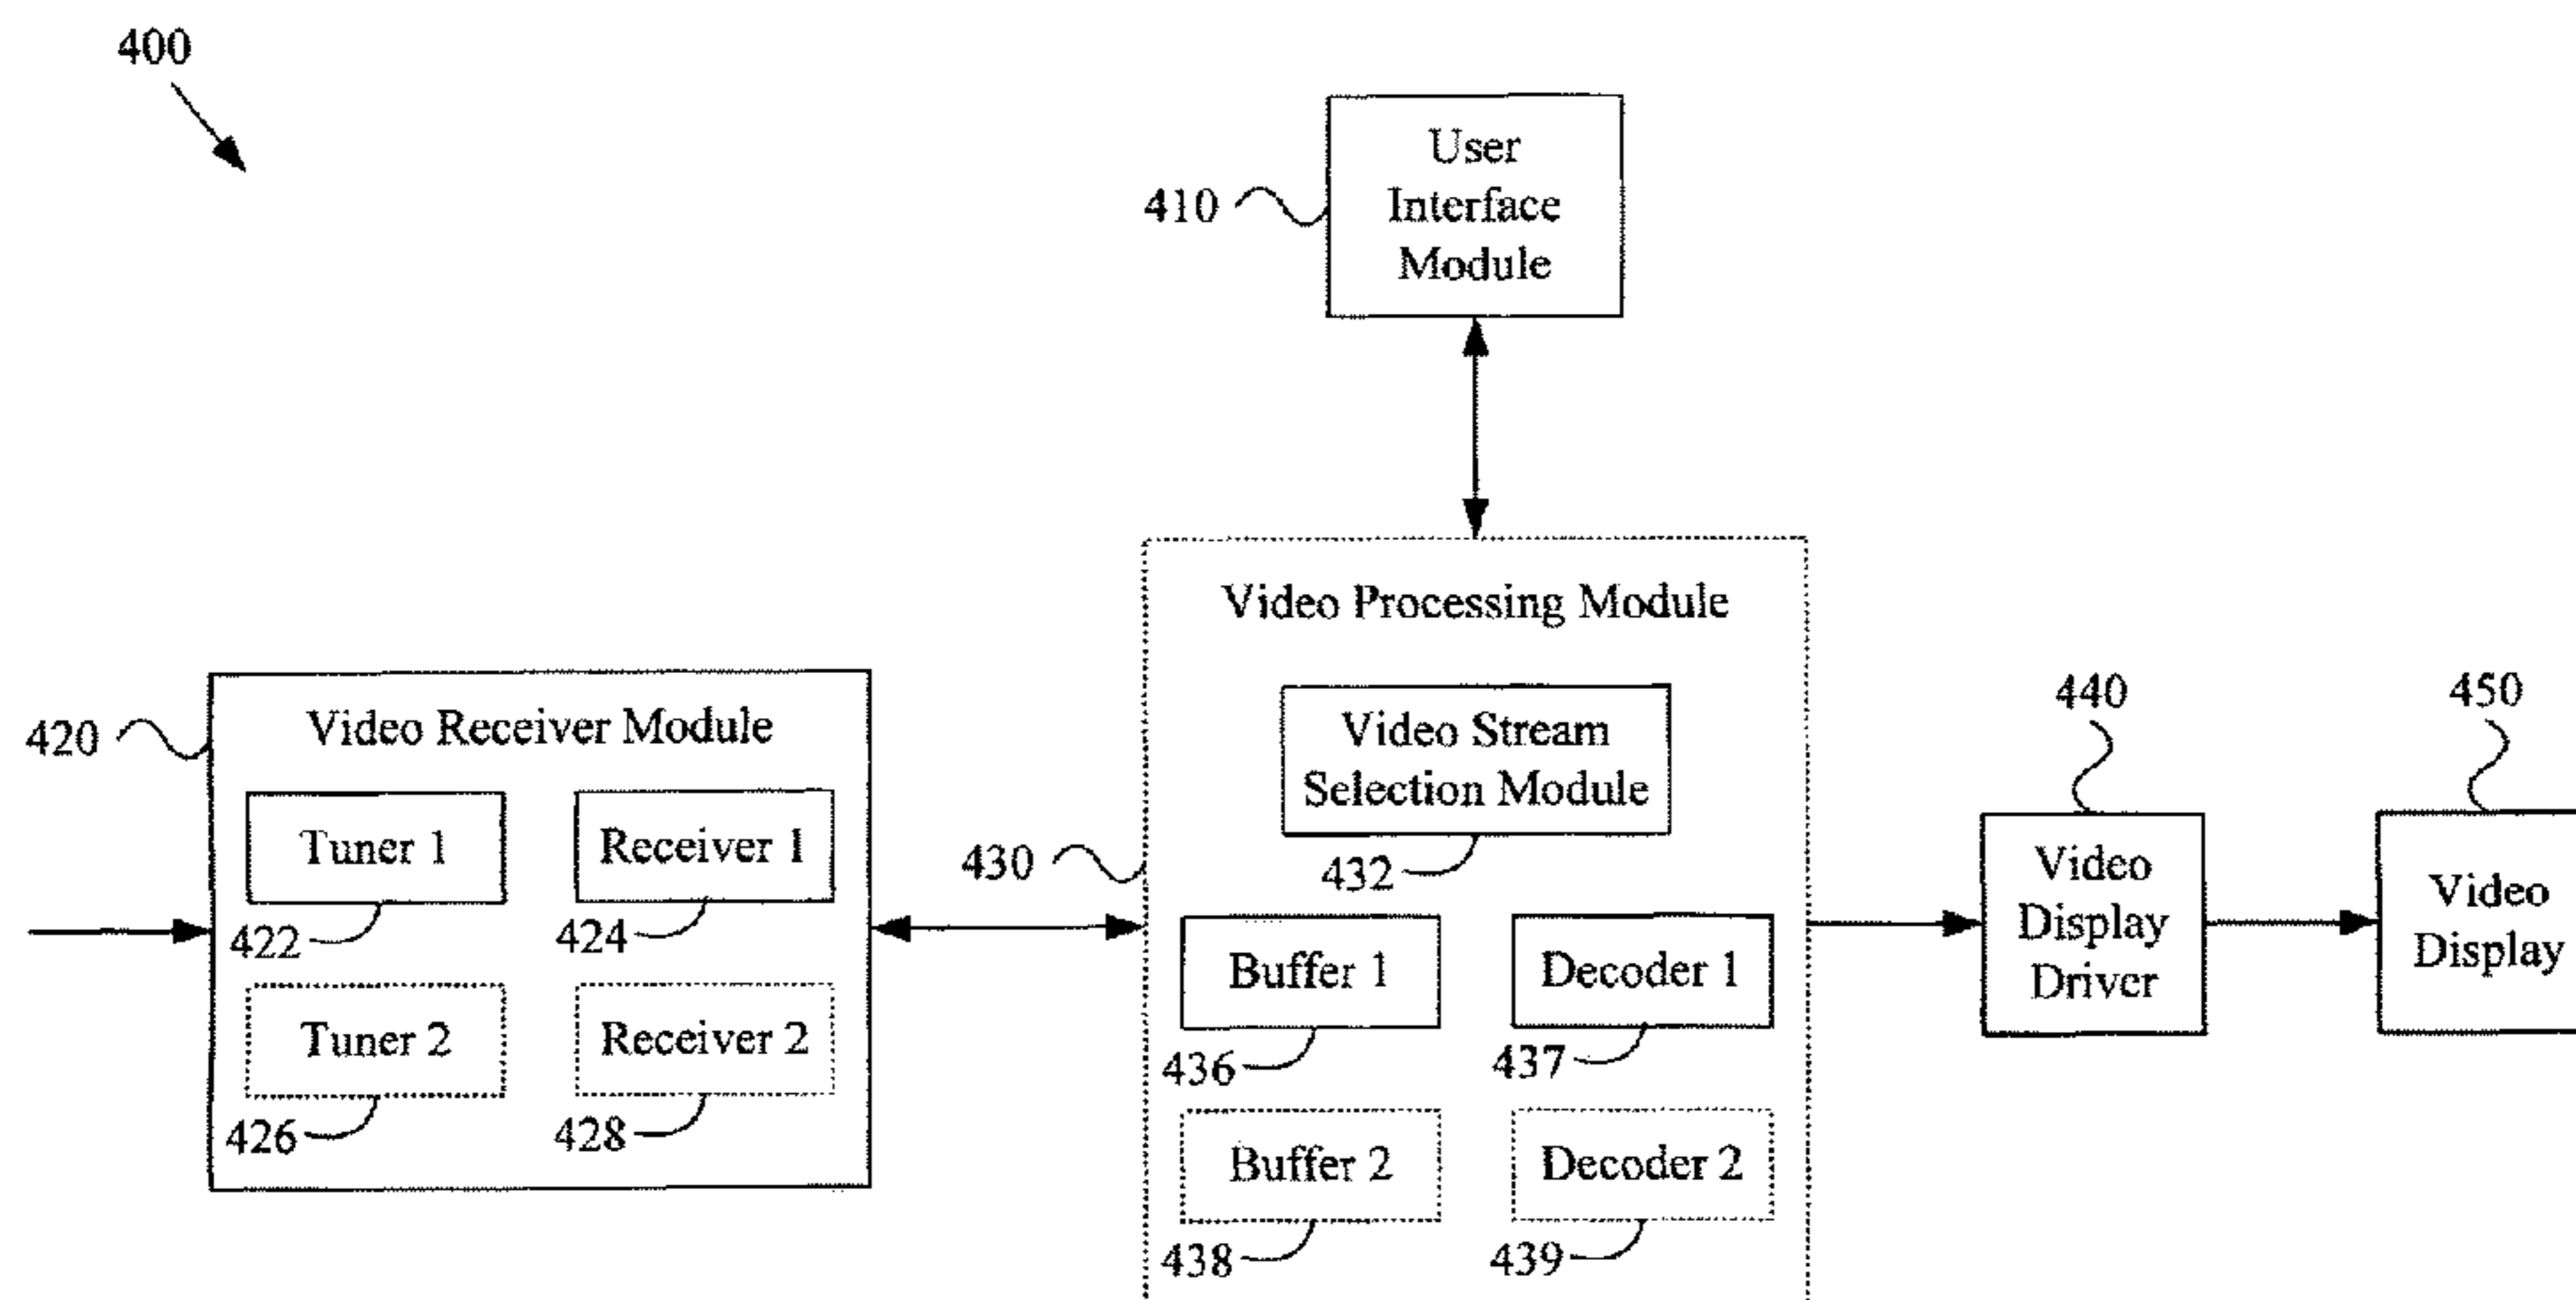 400
410
User
Interface
Module
Video Processing Module
420
Video Receiver Module
Video Stream
Selection Module
440
450
Tuner 1
Receiver 1
430
432
Video
Display
Driver
Video
Display
422
424
Buffer 1
Decoder 1
Tuner 2
Receiver 2
436
437
426
428
Buffer 2
Decoder 2
438
439